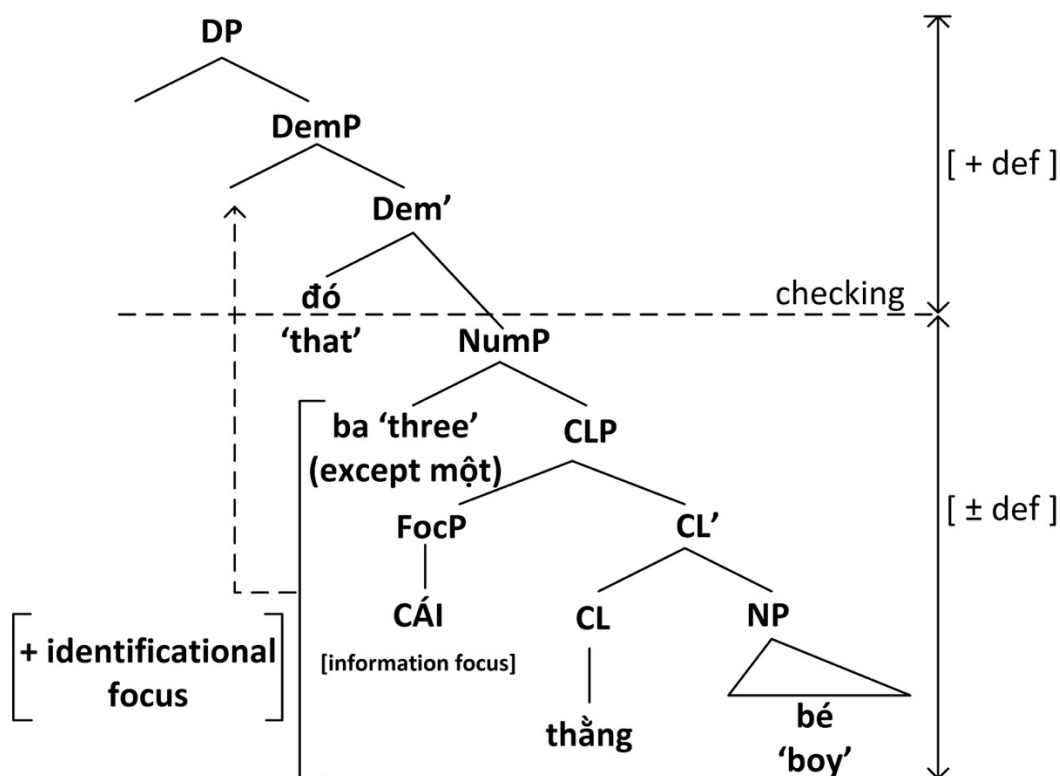 DP
DemP
[ + def ]
Dem’
đó
‘that’
checking
NumP
ba ‘three’
(except một)
CLP
[ ± def ]
FocP
CL’
CÁI
[information focus]
CL
NP
[+ identificational
focus]
thằng
bé
‘boy’